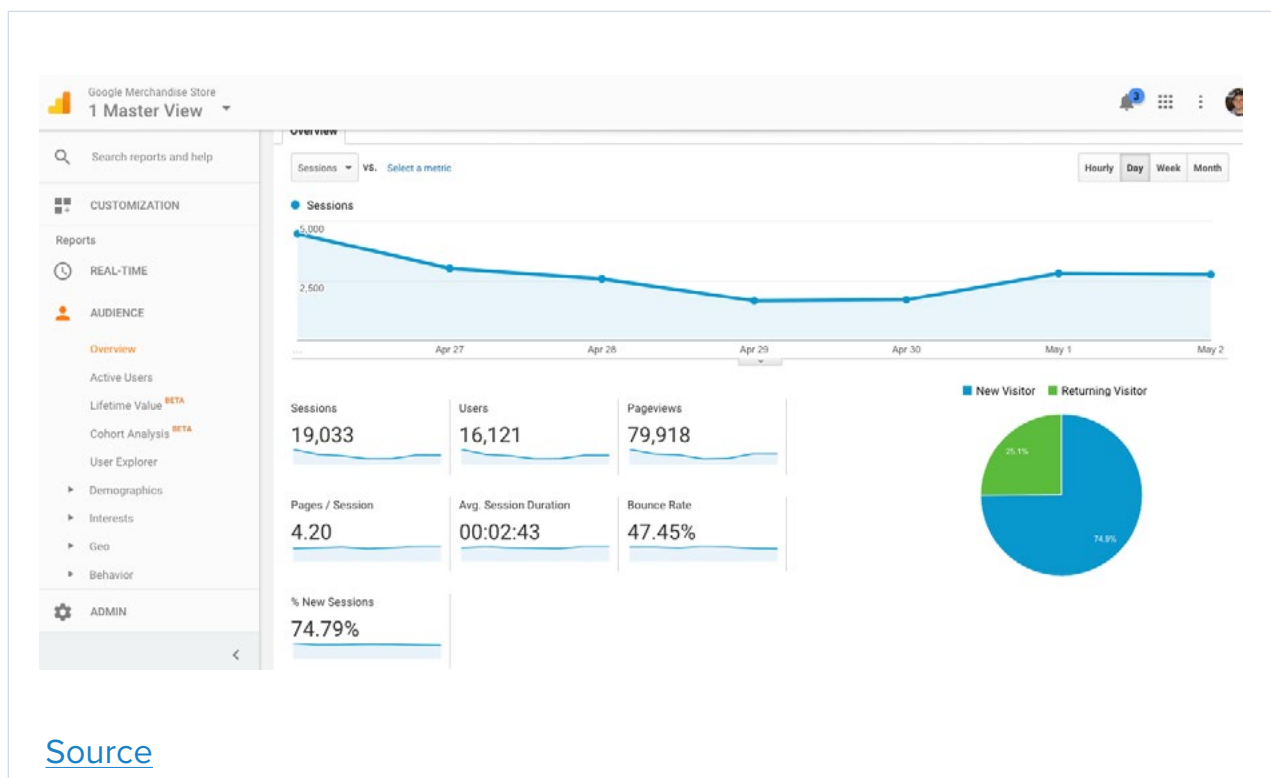 Google Merchandise Store
1 Master View
3
Overview
Search reports and help
CUSTOMIZATION
Reports
REAL-TIME
AUDIENCE
Overview
Active Users
Lifetime Value BETA
Cohort Analysis BETA
User Explorer
Demographics
Interests
Geo
Behavior
ADMIN
Sessions VS. Select a metric
Hourly Day Week Month
Sessions
5,000
2,500
... Apr 27 Apr 28 Apr 29 Apr 30 May 1 May 2
New Visitor Returning Visitor
Sessions Users Pageviews
19,033 16,121 79,918
25.1%
Pages / Session Avg. Session Duration Bounce Rate
4.20 00:02:43 47.45%
74.9%
% New Sessions
74.79%
Source